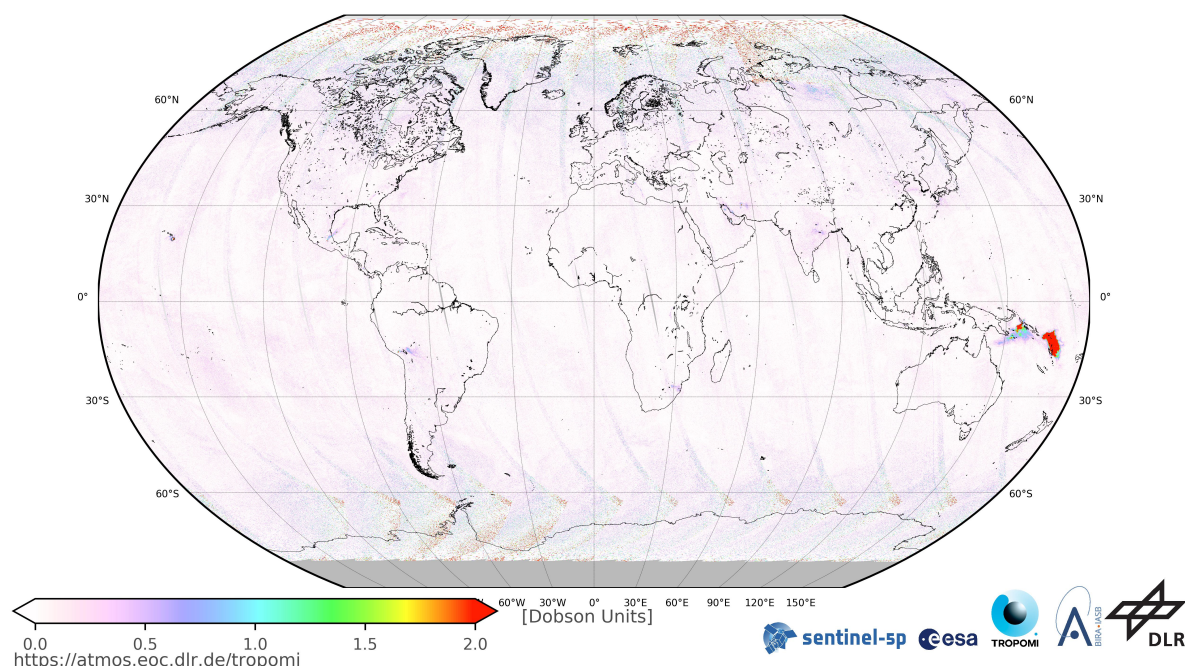 60°N
60°N
30°N
30°N
0°
0°
30°S
30°S
60°S
60°S
60°W 30°W 0° 30°E 60°E 90°E 120°E 150°E
[Dobson Units]
0.0 0.5 1.0 1.5 2.0
https://atmos.eoc.dlr.de/tropomi
sentinel-5p
esa
TROPOMI
BIRA·IASB
DLR